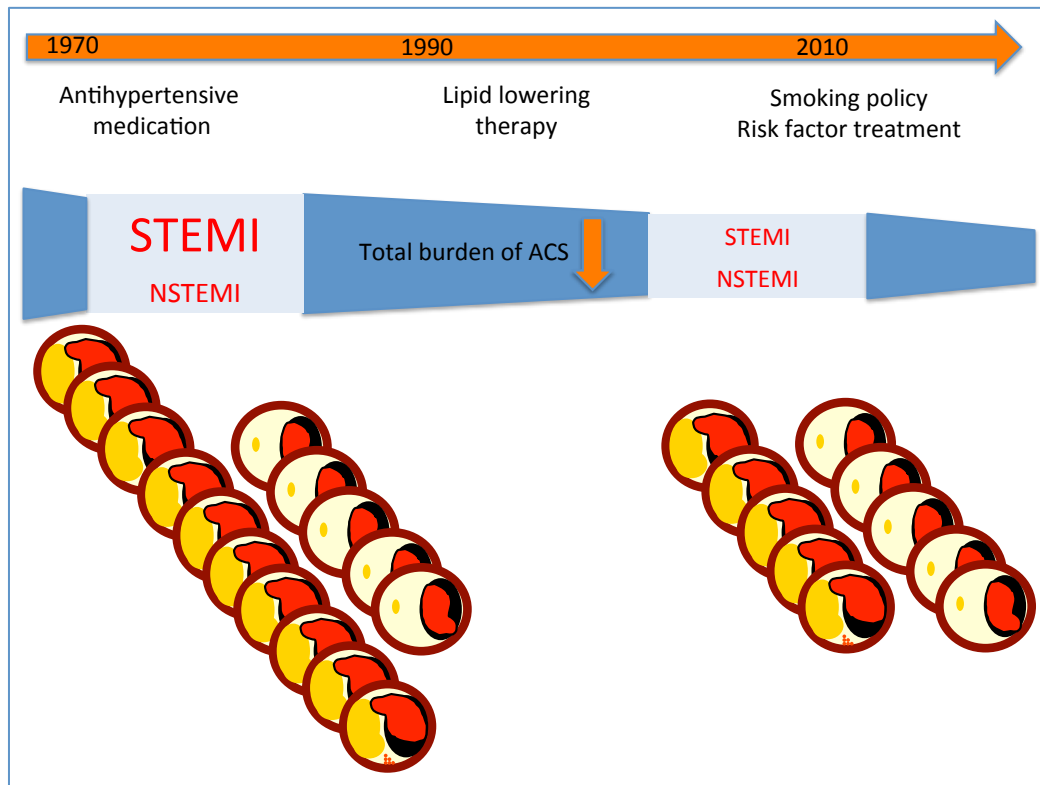 1970 1990 2010
Antihypertensive
medication
Lipid lowering
therapy
Smoking policy
Risk factor treatment
STEMI
NSTEMI
Total burden of ACS
STEMI
NSTEMI